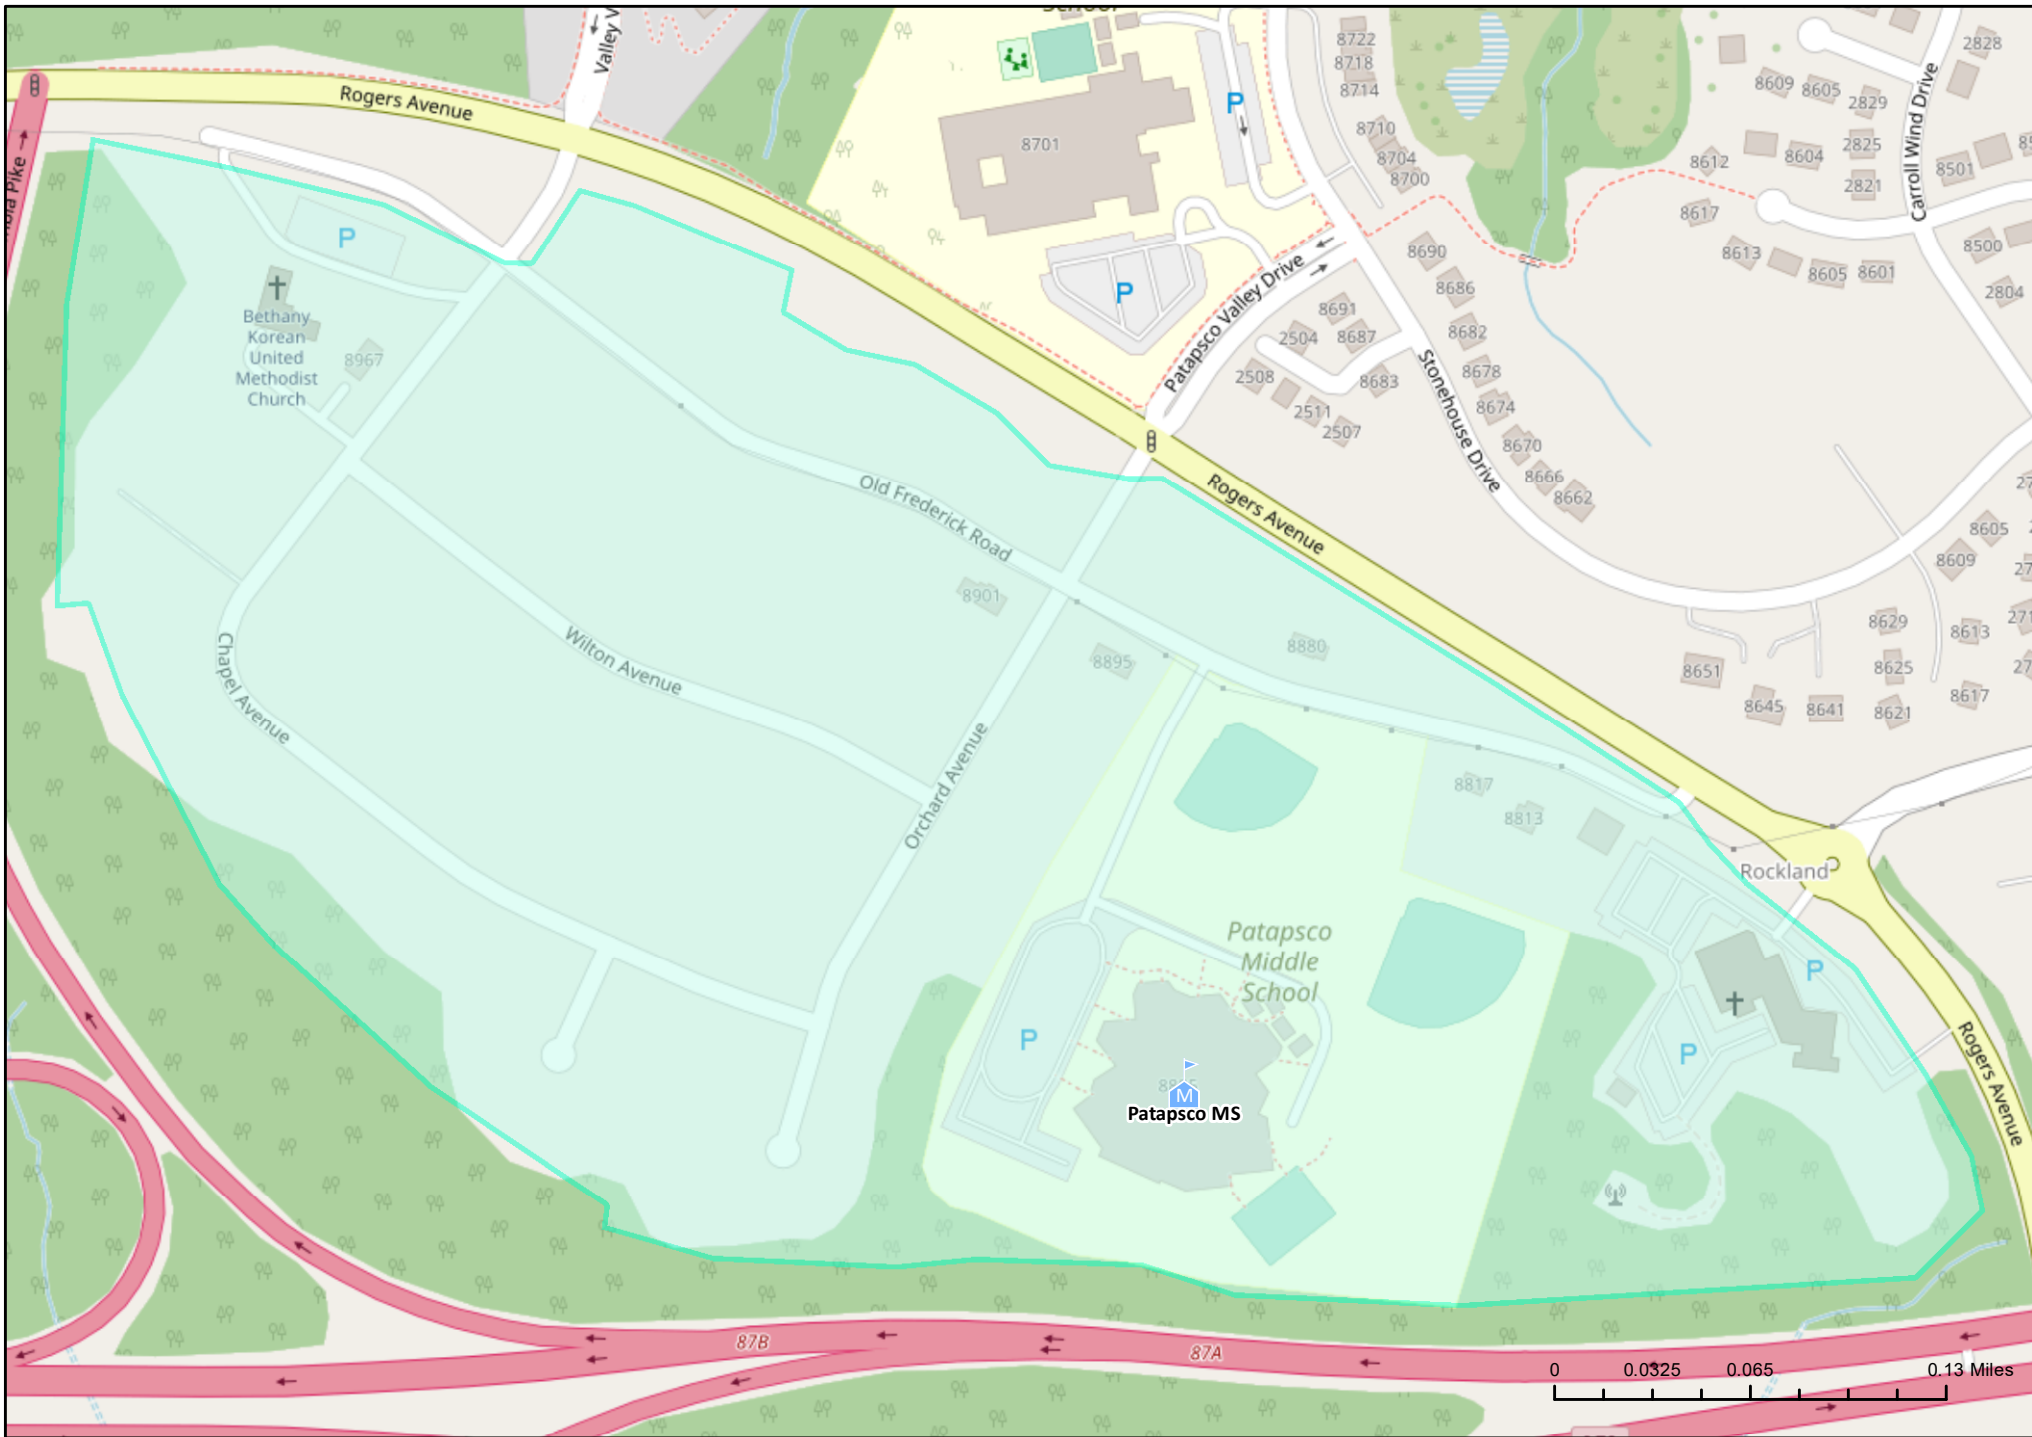 School
Valley V
Rogers Avenue
8722
8718
8714
8710
8704
8700
P
8701
P
8609
8605
2829
2828
2825
8604
8612
2821
8501
Carroll Wind Drive
8617
8613
8605
8601
8500
2804
P
Bethany
Korean
United
Methodist
Church
8967
Patapsco Valley Drive
8690
8686
8691
2504
8687
8682
2508
8683
8678
2511
2507
8674
8670
8666
8662
Stonehouse Drive
Rogers Avenue
Old Frederick Road
8901
8895
8880
8605
8609
8629
8613
8651
8625
8645
8641
8621
8617
Wilton Avenue
Chapel Avenue
Orchard Avenue
8817
8813
Rockland
Patapsco
Middle
School
P
P
P
M
Patapsco MS
Rogers Avenue
87B
87A
0 0.0325 0.065 0.13 Miles